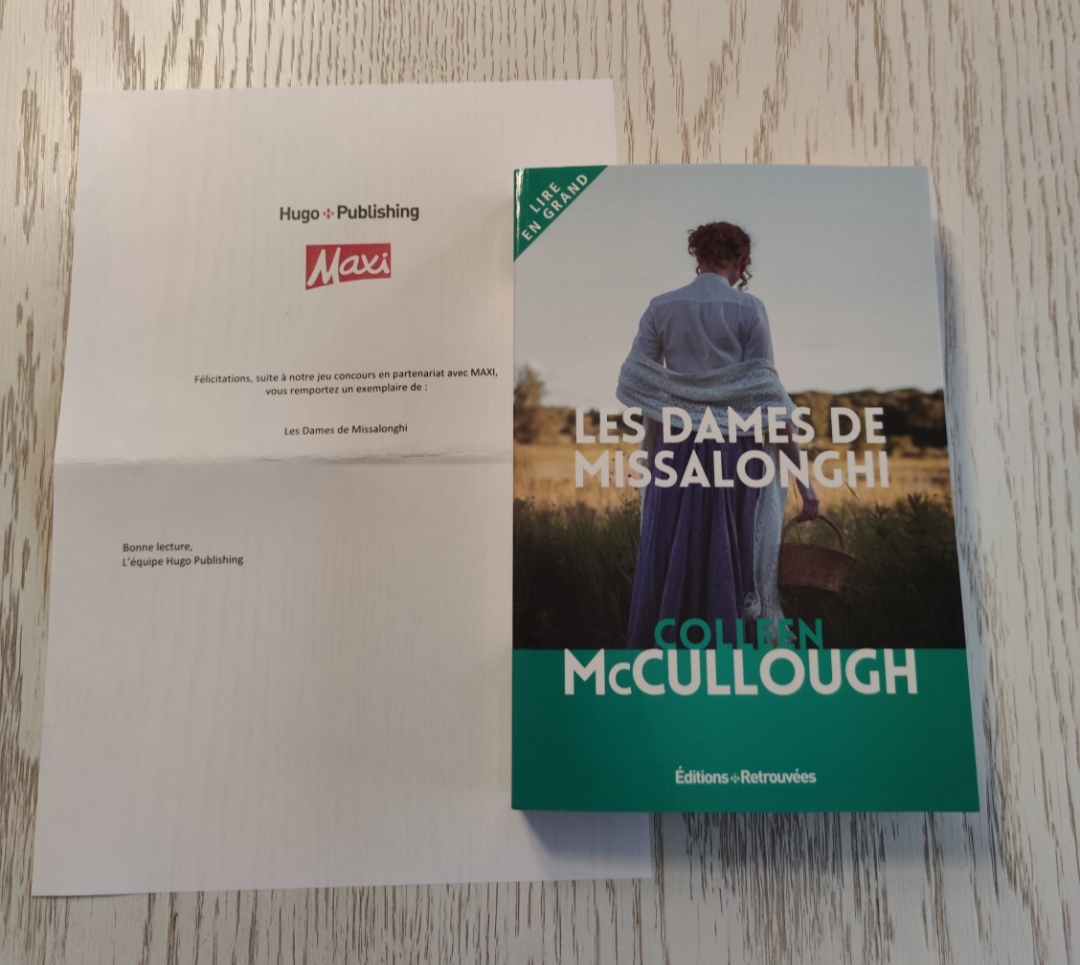 Hugo Publishing
Maxi
Félicitations, suite à notre jeu concours en partenariat avec MAXI,
vous remportez un exemplaire de :
Les Dames de Missalonghi
Bonne lecture,
L'équipe Hugo Publishing
LIRE
EN GRAND
LES DAMES DE
MISSALONGHI
COLLEEN
McCULLOUGH
Éditions Retrouvées